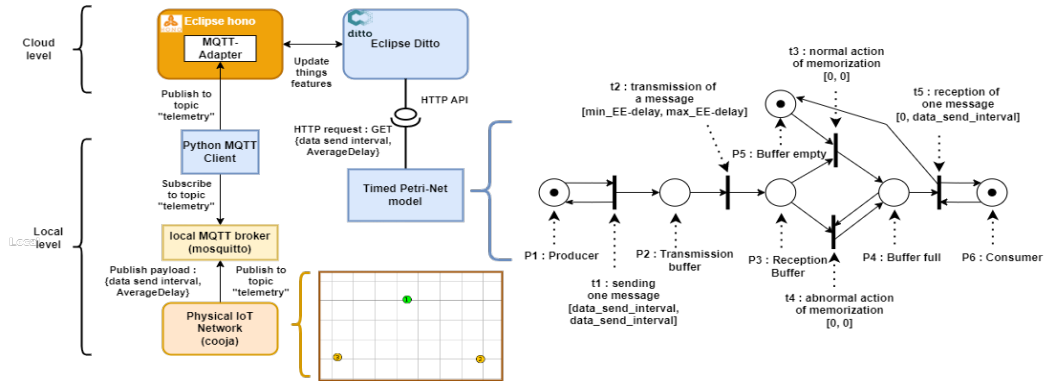 Cloud
level
Eclipse hono
MQTT-
Adapter
ditto
Eclipse Ditto
Update
things
features
Publish to
topic
"telemetry"
HTTP API
HTTP request : GET
{data send interval,
AverageDelay}
Python MQTT
Client
Timed Petri-Net
model
Subscribe to
topic
"telemetry"
Local
level
local MQTT broker
(mosquitto)
Publish payload :
{data send interval,
AverageDelay}
Publish to
topic
"telemetry"
Physical IoT
Network
(cooja)
1
2
t3 : normal action
of memorization
[0, 0]
t2 : transmission of
a message
[min_EE-delay, max_EE-delay]
t5 : reception of
one message
[0, data_send_interval]
P5 : Buffer empty
P1 : Producer
P2 : Transmission
buffer
P3 : Reception
Buffer
P4 : Buffer full
P6 : Consumer
t1 : sending
one message
[data_send_interval,
data_send_interval]
t4 : abnormal action
of memorization
[0, 0]